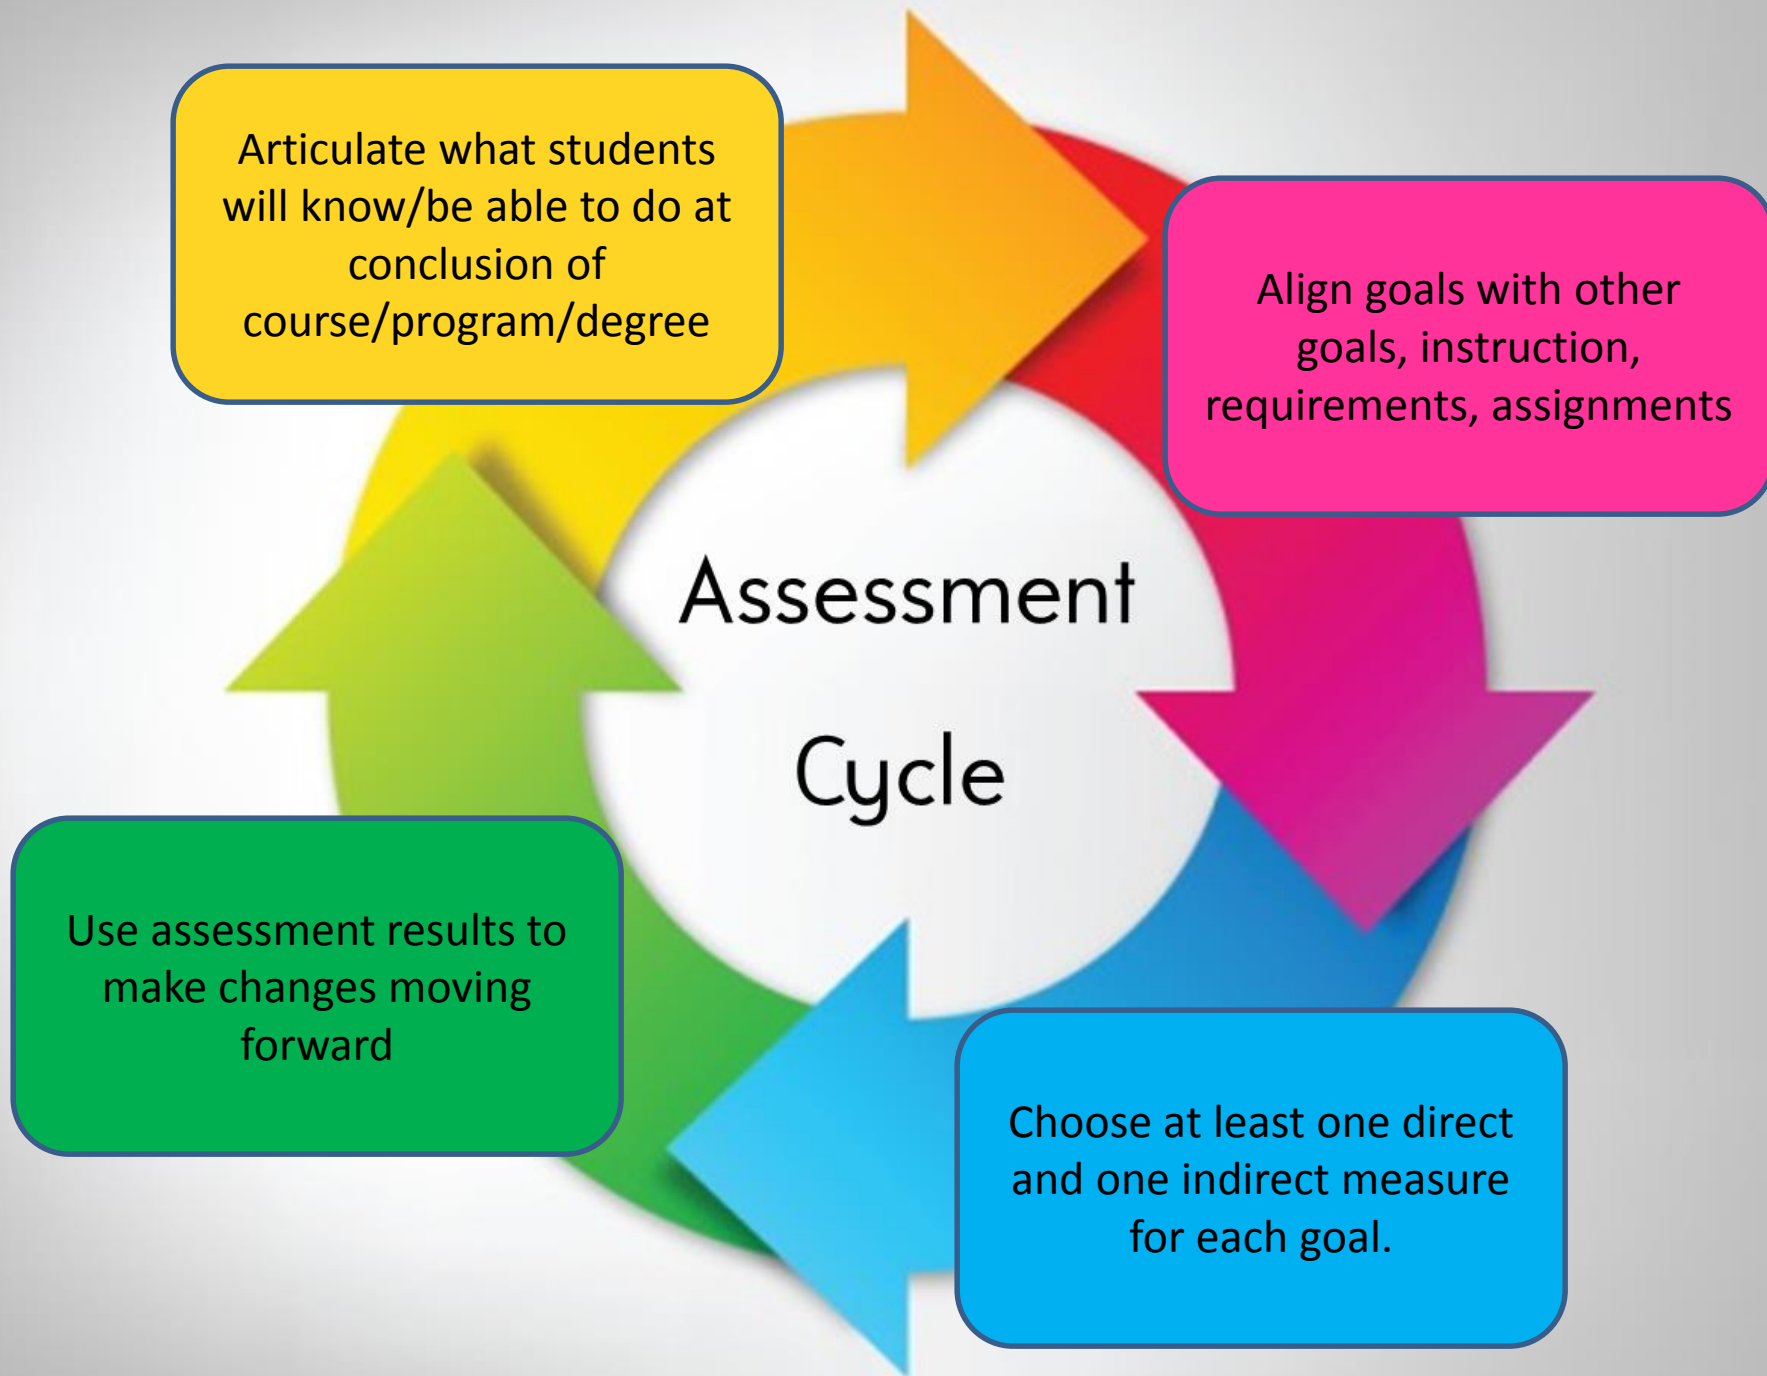 Articulate what students
will know/be able to do at
conclusion of
course/program/degree
Align goals with other
goals, instruction,
requirements, assignments
Assessment
Cycle
Use assessment results to
make changes moving
forward
Choose at least one direct
and one indirect measure
for each goal.